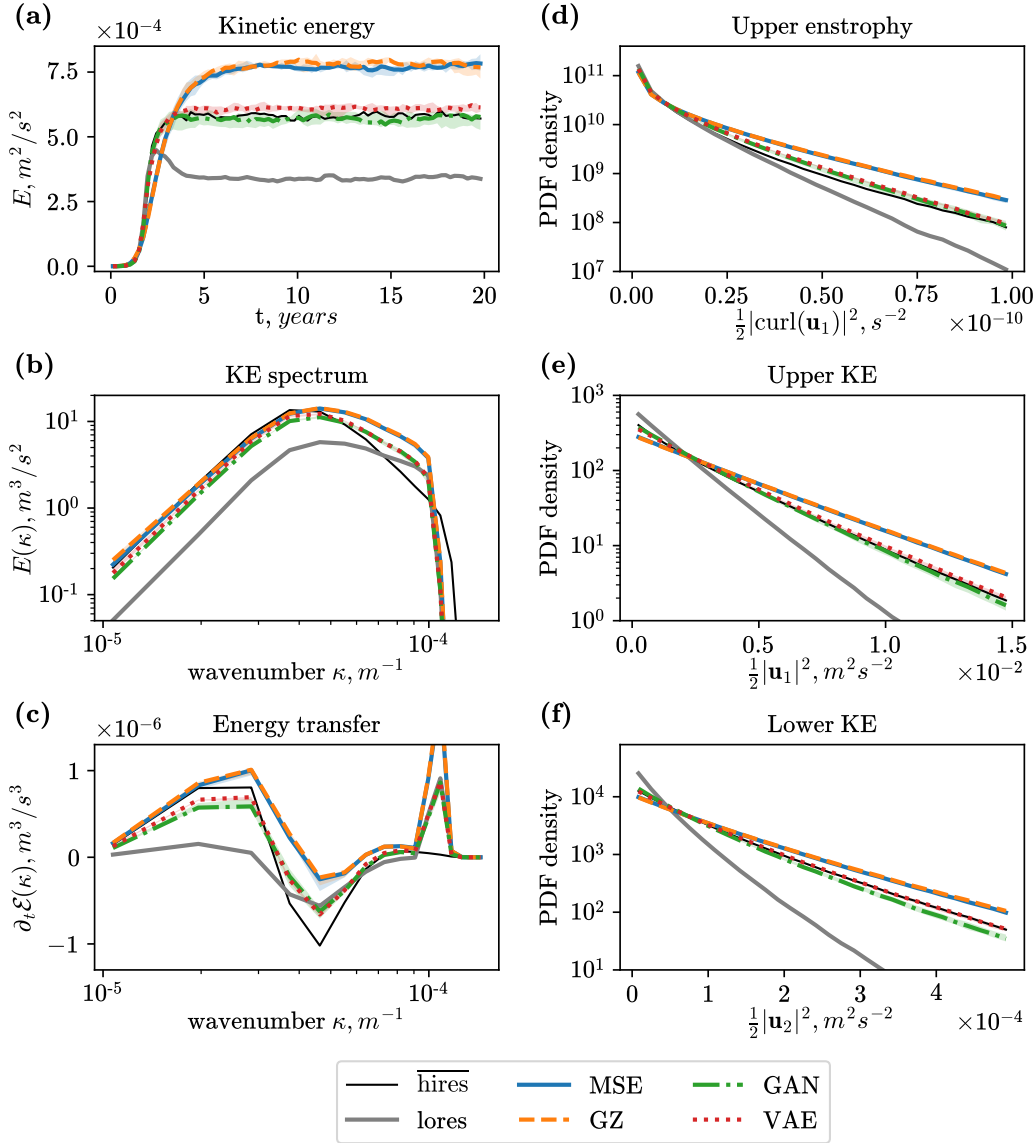 (a)
Kinetic energy
×10⁻⁴
7.5
5.0
2.5
0.0
E, m²/s²
0
5
10
15
20
t, years
(d)
Upper enstrophy
10¹¹
10¹⁰
10⁹
10⁸
10⁷
PDF density
0.00
0.25
0.50
0.75
1.00
½|curl(𝐮₁)|², s⁻²
×10⁻¹⁰
(b)
KE spectrum
10¹
10⁰
10⁻¹
E(κ), m³/s²
10⁻⁵
10⁻⁴
wavenumber κ, m⁻¹
(e)
Upper KE
10³
10²
10¹
10⁰
PDF density
0.0
0.5
1.0
1.5
½|𝐮₁|², m²s⁻²
×10⁻²
(c)
Energy transfer
×10⁻⁶
1
0
−1
∂ₜℰ(κ), m³/s³
10⁻⁵
10⁻⁴
wavenumber κ, m⁻¹
(f)
Lower KE
10⁴
10³
10²
10¹
PDF density
0
1
2
3
4
½|𝐮₂|², m²s⁻²
×10⁻⁴
hires
MSE
GAN
lores
GZ
VAE